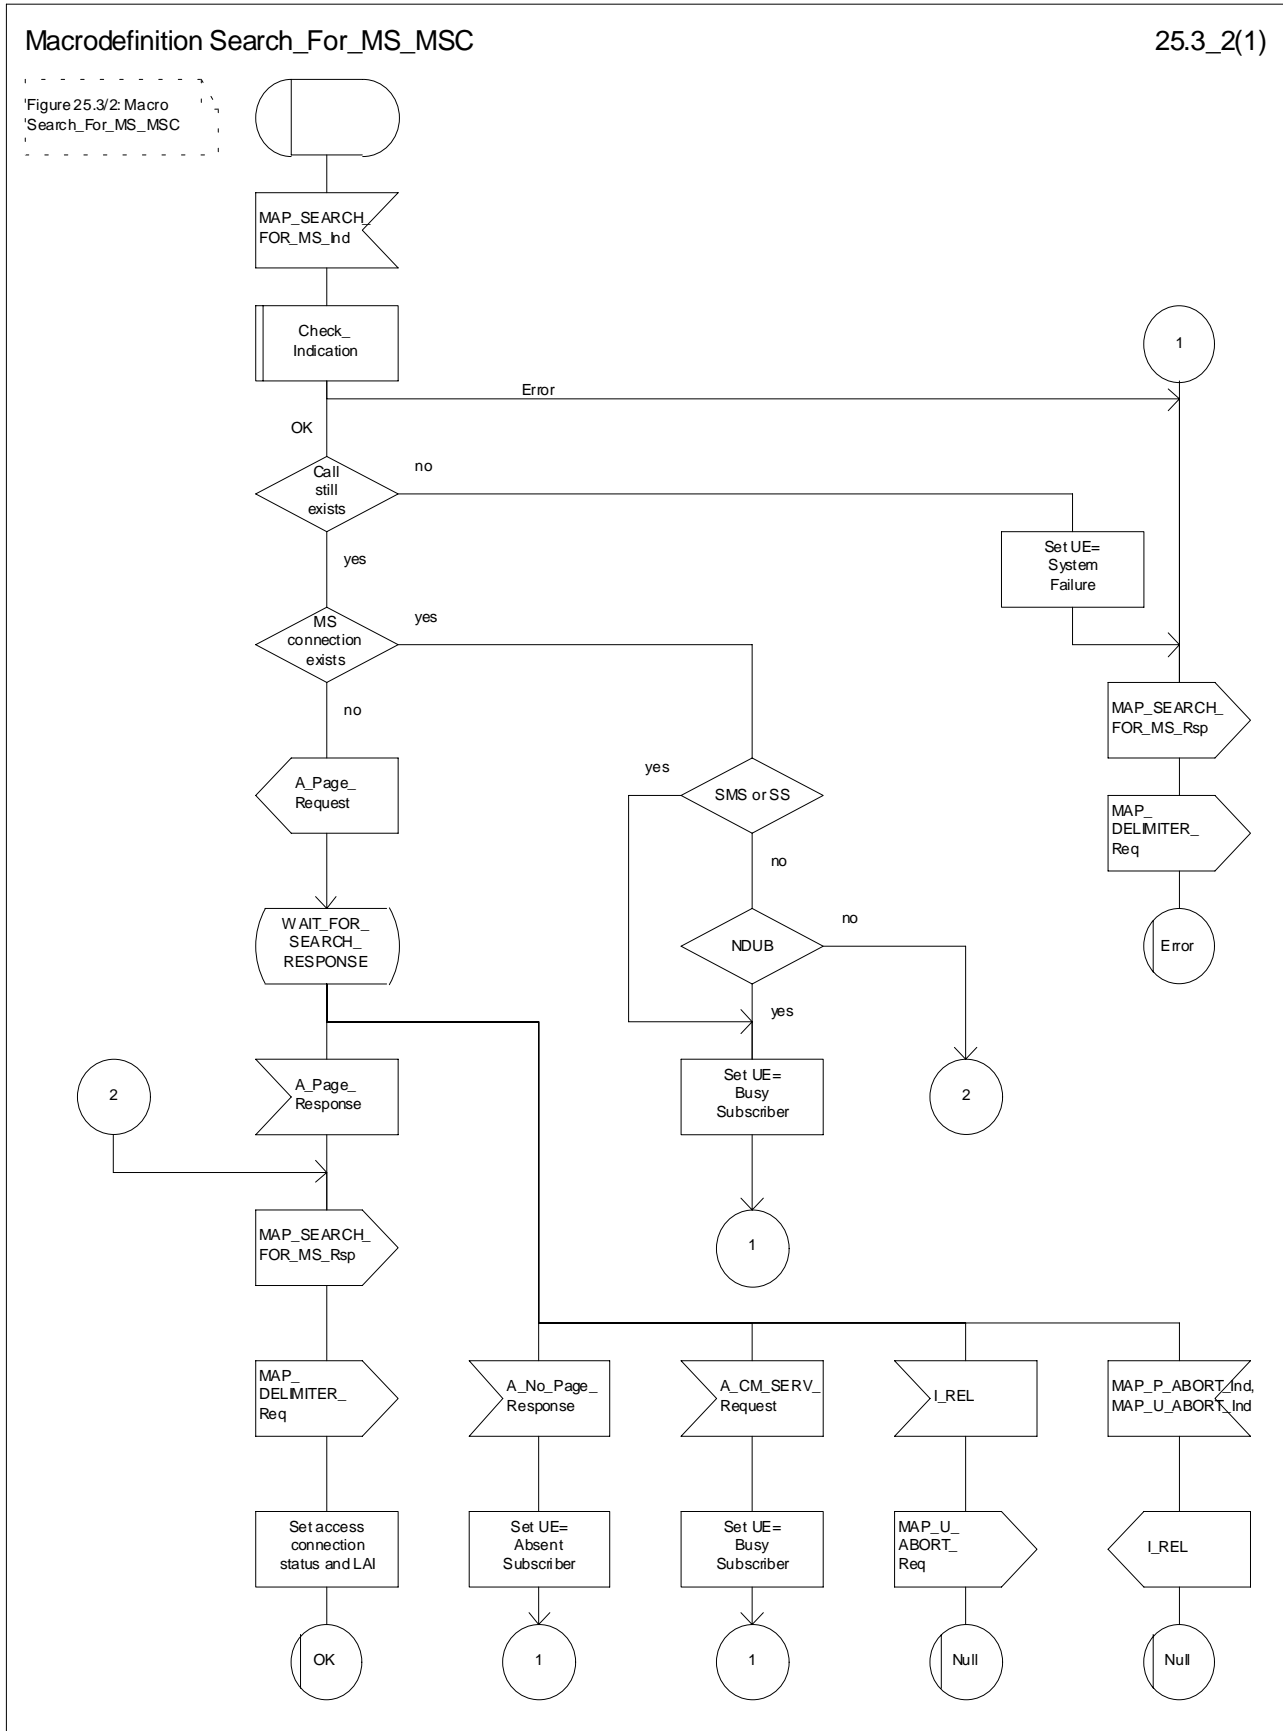 Macrodefinition Search_For_MS_MSC
25.3_2(1)
Figure 25.3/2: Macro
Search_For_MS_MSC
MAP_SEARCH_
FOR_MS_Ind
Check_
Indication
1
Error
OK
Call
still
exists
no
yes
Set UE=
System
Failure
MS
connection
exists
yes
no
MAP_SEARCH_
FOR_MS_Rsp
A_Page_
Request
yes
SMS or SS
no
MAP_
DELIMITER_
Req
WAIT_FOR_
SEARCH_
RESPONSE
NDUB
no
yes
Error
2
A_Page_
Response
Set UE=
Busy
Subscriber
2
MAP_SEARCH_
FOR_MS_Rsp
1
MAP_
DELIMITER_
Req
A_No_Page_
Response
A_CM_SERV_
Request
I_REL
MAP_P_ABORT_Ind,
MAP_U_ABORT_Ind
Set access
connection
status and LAI
Set UE=
Absent
Subscriber
Set UE=
Busy
Subscriber
MAP_U_
ABORT_
Req
I_REL
OK
1
1
Null
Null